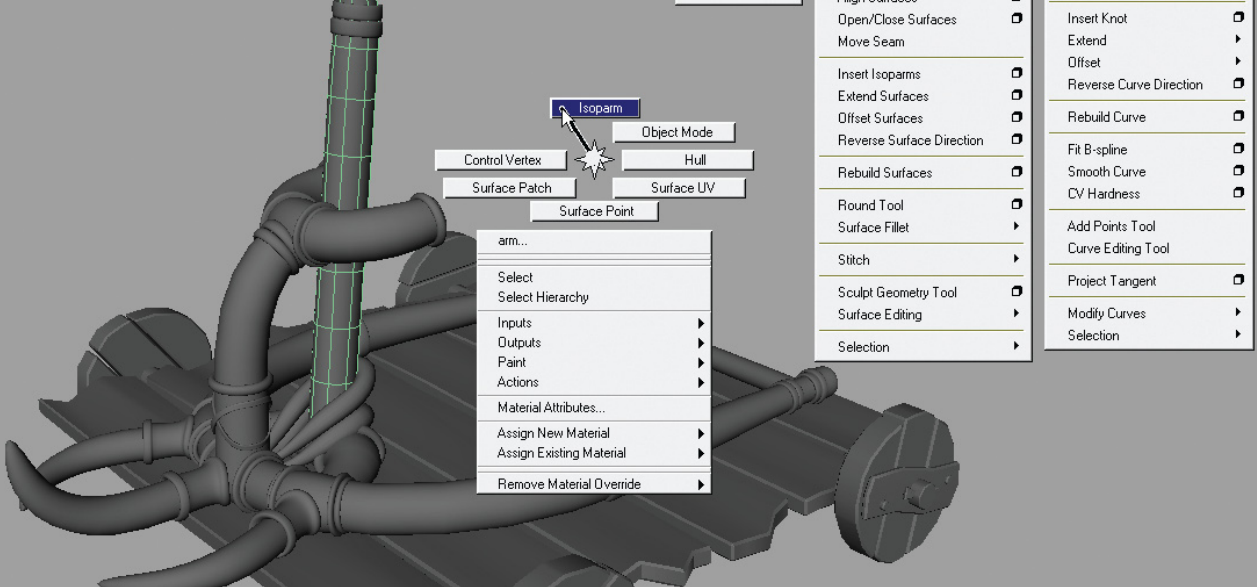 Isoparm
Object Mode
Control Vertex
Hull
Surface Patch
Surface UV
Surface Point
arm...
Select
Select Hierarchy
Inputs
Outputs
Paint
Actions
Material Attributes...
Assign New Material
Assign Existing Material
Remove Material Override
Align Surfaces
Open/Close Surfaces
Move Seam
Insert Isoparms
Extend Surfaces
Offset Surfaces
Reverse Surface Direction
Rebuild Surfaces
Round Tool
Surface Fillet
Stitch
Sculpt Geometry Tool
Surface Editing
Selection
Insert Knot
Extend
Offset
Reverse Curve Direction
Rebuild Curve
Fit B-spline
Smooth Curve
CV Hardness
Add Points Tool
Curve Editing Tool
Project Tangent
Modify Curves
Selection